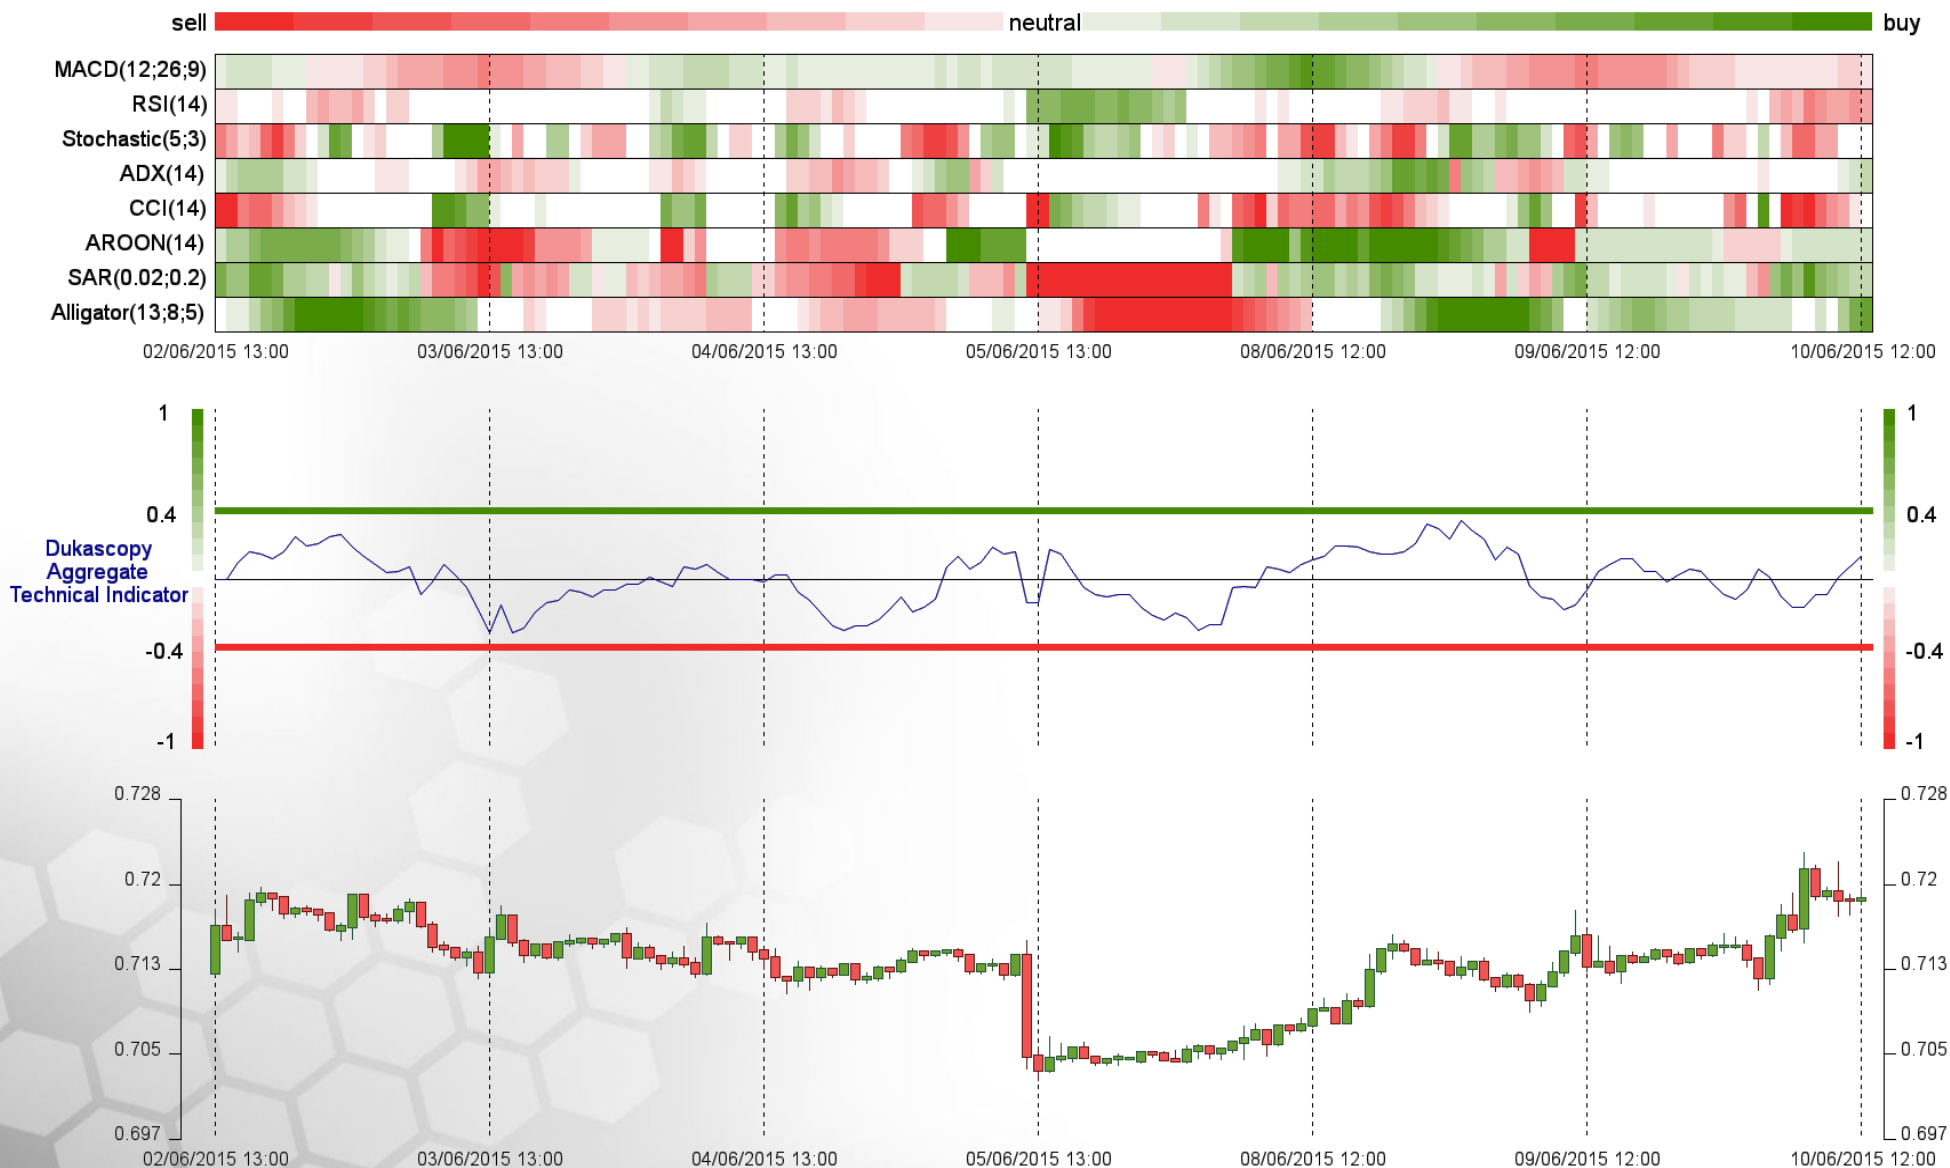 sell neutral buy
MACD(12;26;9)
RSI(14)
Stochastic(5;3)
ADX(14)
CCI(14)
AROON(14)
SAR(0.02;0.2)
Alligator(13;8;5)
02/06/2015 13:00 03/06/2015 13:00 04/06/2015 13:00 05/06/2015 13:00 08/06/2015 12:00 09/06/2015 12:00 10/06/2015 12:00
1 1
0.4 0.4
Dukascopy
Aggregate
Technical Indicator
-0.4 -0.4
-1 -1
0.728 0.728
0.72 0.72
0.713 0.713
0.705 0.705
0.697 0.697
02/06/2015 13:00 03/06/2015 13:00 04/06/2015 13:00 05/06/2015 13:00 08/06/2015 12:00 09/06/2015 12:00 10/06/2015 12:00